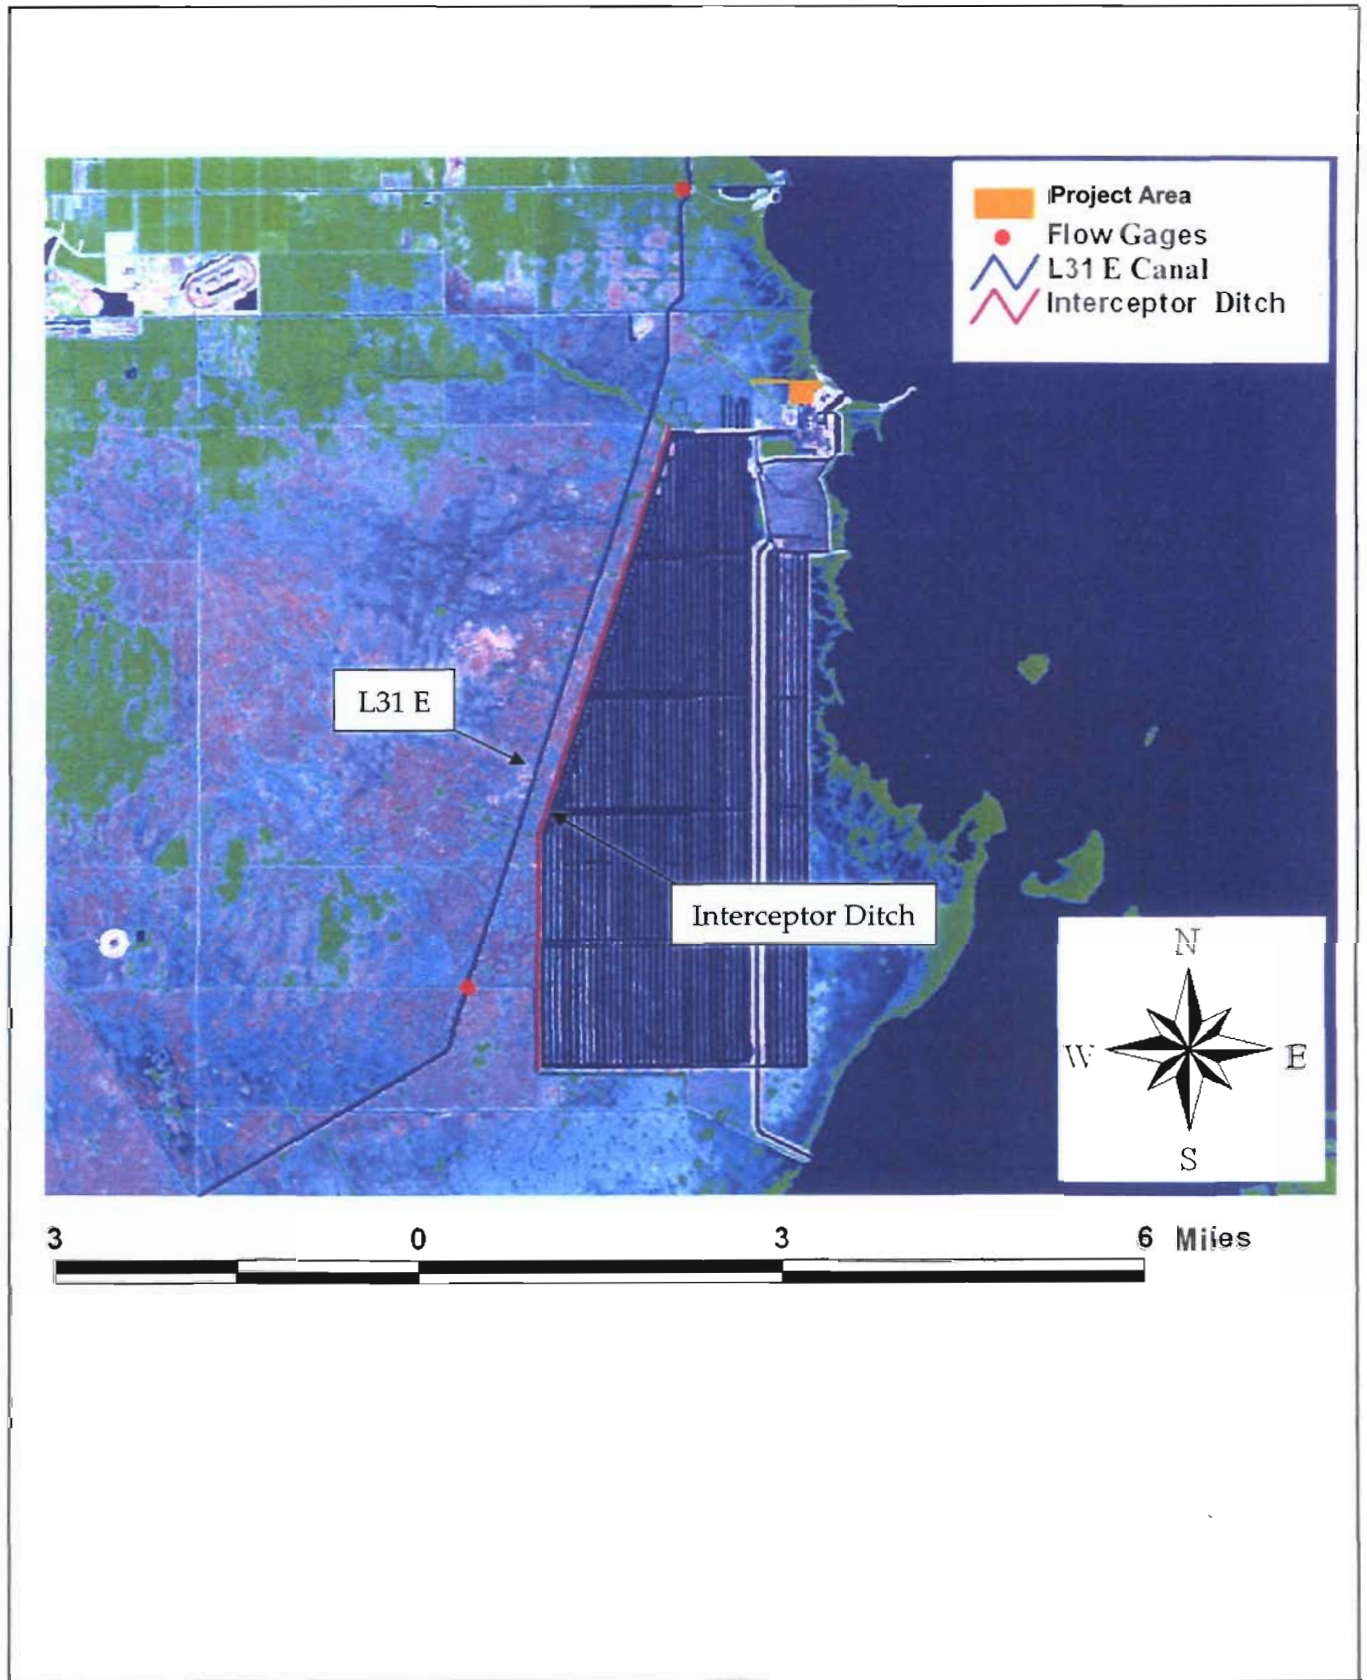 Project Area
Flow Gages
L31 E Canal
Interceptor Ditch
L31 E
Interceptor Ditch
N
W E
S
3 0 3 6 Miles